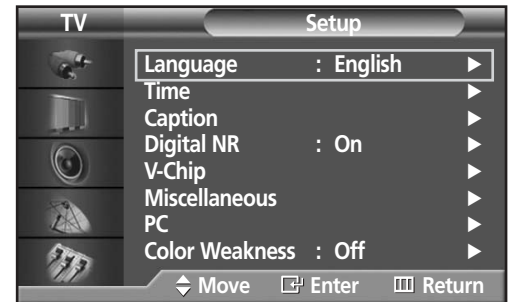 TV Setup
Language : English ▶
Time ▶
Caption ▶
Digital NR : On ▶
V-Chip ▶
Miscellaneous ▶
PC ▶
Color Weakness : Off ▶
Move Enter Return